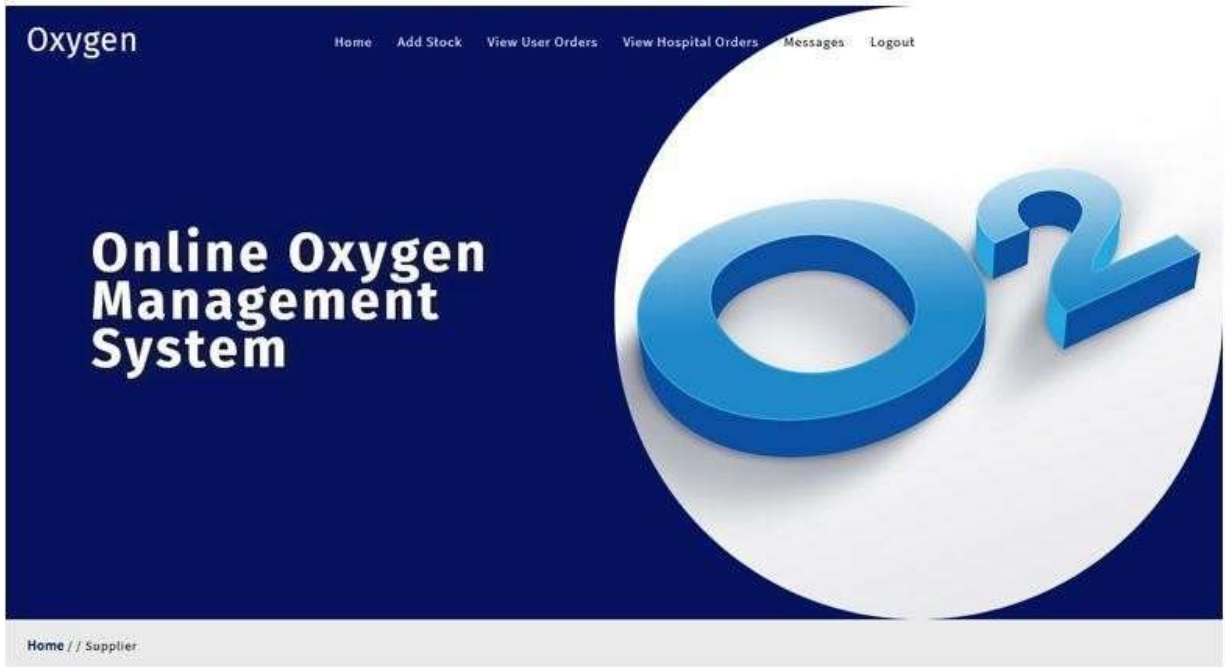 Oxygen
Home Add Stock View User Orders View Hospital Orders Messages Logout
Online Oxygen
Management
System
O2
Home / / Supplier